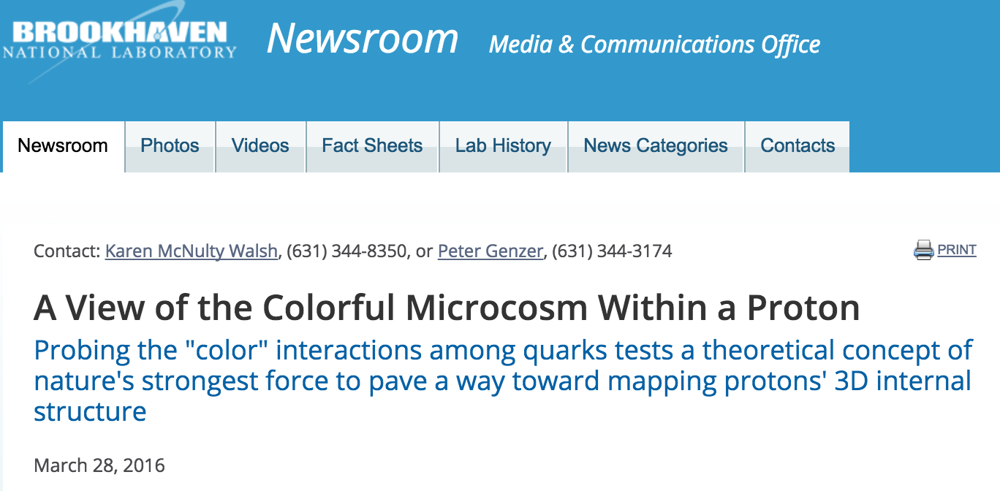 BROOKHAVEN
NATIONAL LABORATORY
Newsroom Media & Communications Office
Newsroom Photos Videos Fact Sheets Lab History News Categories Contacts
Contact: Karen McNulty Walsh, (631) 344-8350, or Peter Genzer, (631) 344-3174 PRINT
A View of the Colorful Microcosm Within a Proton
Probing the "color" interactions among quarks tests a theoretical concept of
nature's strongest force to pave a way toward mapping protons' 3D internal
structure
March 28, 2016